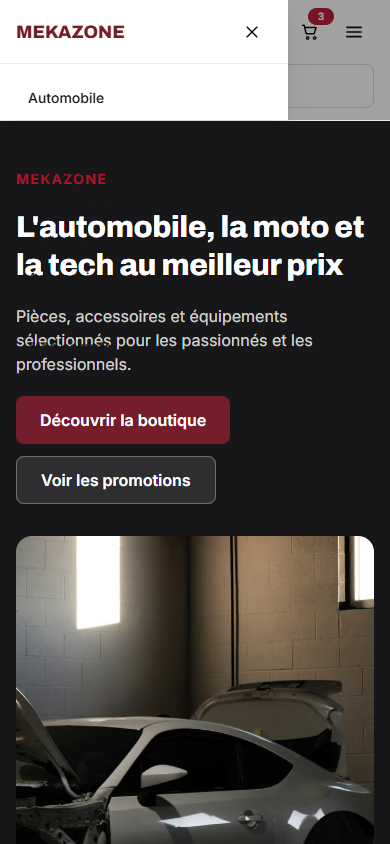 MEKAZONE
3
Automobile
MEKAZONE
L'automobile, la moto et
la tech au meilleur prix
Pièces, accessoires et équipements
sélectionnés pour les passionnés et les
professionnels.
Découvrir la boutique
Voir les promotions